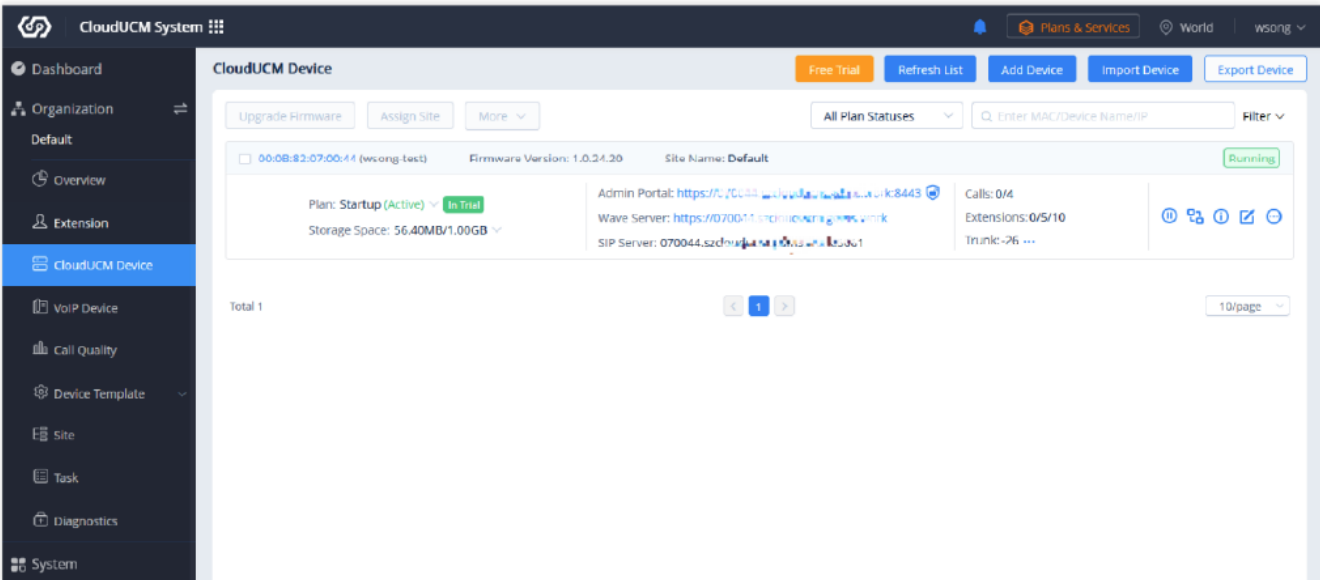 CloudUCM System
Plans & Services
World
wsong
Dashboard
Organization
Default
Overview
Extension
CloudUCM Device
VoIP Device
Call Quality
Device Template
Site
Task
Diagnostics
System
CloudUCM Device
Free Trial
Refresh List
Add Device
Import Device
Export Device
Upgrade Firmware
Assign Site
More
All Plan Statuses
Enter MAC/Device Name/IP
Filter
00:0B:82:07:00:44 (wsong-test) Firmware Version: 1.0.24.20 Site Name: Default
Running
Plan: Startup (Active) In Trial
Storage Space: 56.40MB/1.00GB
Admin Portal:
Wave Server:
SIP Server:
Calls: 0/4
Extensions: 0/5/10
Trunk: -26 ...
Total 1
1
10/page